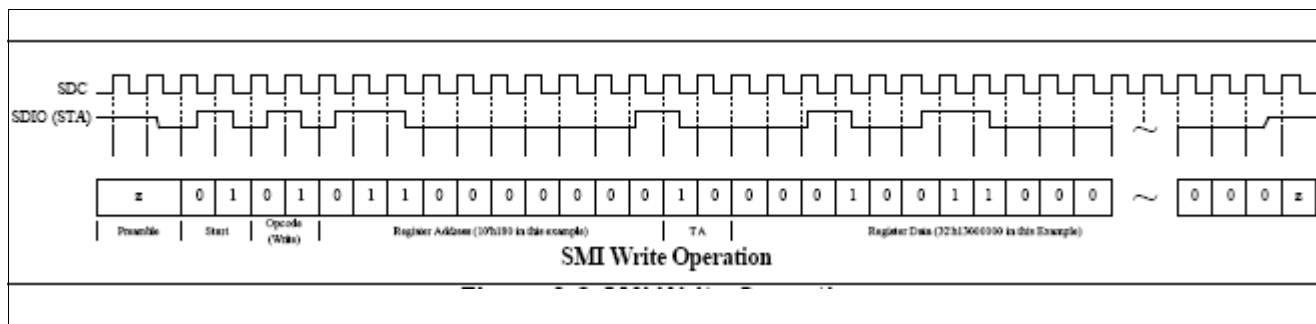 SDC
SDIO (STA)
z 0 1 0 1 0 1 1 0 0 0 0 0 0 0 1 0 0 0 0 1 0 0 1 1 0 0 0 ~ 0 0 0 z
Preamble Start Opcode (Write) Register Address (10'h180 in this example) TA Register Data (32'h13000000 in this Example)
SMI Write Operation